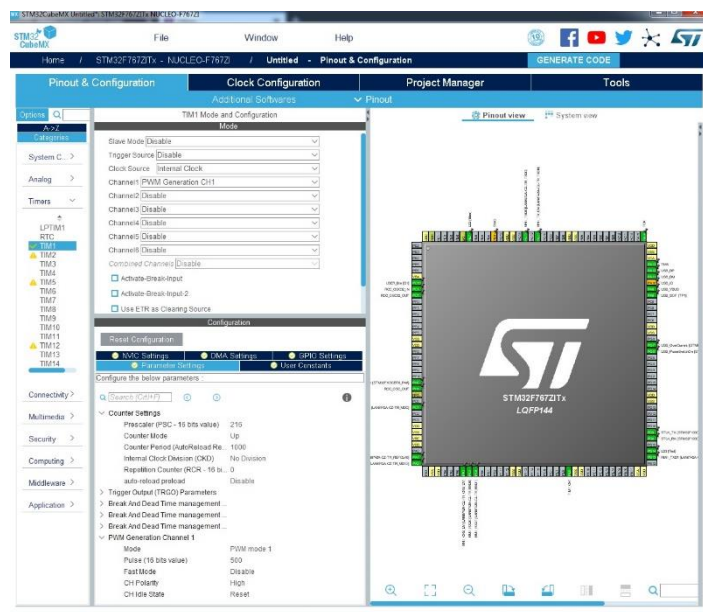 STM32CubeMX Untitled*: STM32F767ZITx NUCLEO-F767ZI
STM32
CubeMX
File
Window
Help
Home / STM32F767ZITx - NUCLEO-F767ZI / Untitled - Pinout & Configuration
GENERATE CODE
Pinout & Configuration
Clock Configuration
Project Manager
Tools
Additional Softwares
Pinout
Options
A->Z
Categories
System C...
Analog
Timers
LPTIM1
RTC
TIM1
TIM2
TIM3
TIM4
TIM5
TIM6
TIM7
TIM8
TIM9
TIM10
TIM11
TIM12
TIM13
TIM14
Connectivity
Multimedia
Security
Computing
Middleware
Application
TIM1 Mode and Configuration
Mode
Slave Mode Disable
Trigger Source Disable
Clock Source Internal Clock
Channel1 PWM Generation CH1
Channel2 Disable
Channel3 Disable
Channel4 Disable
Channel5 Disable
Channel6 Disable
Combined Channels Disable
Activate-Break-Input
Activate-Break-Input-2
Use ETR as Clearing Source
Configuration
Reset Configuration
NVIC Settings
DMA Settings
GPIO Settings
Parameter Settings
User Constants
Configure the below parameters :
Search (Ctrl+F)
Counter Settings
Prescaler (PSC - 16 bits value) 216
Counter Mode Up
Counter Period (AutoReload Re... 1000
Internal Clock Division (CKD) No Division
Repetition Counter (RCR - 16 bi... 0
auto-reload preload Disable
Trigger Output (TRGO) Parameters
Break And Dead Time management...
Break And Dead Time management...
Break And Dead Time management...
PWM Generation Channel 1
Mode PWM mode 1
Pulse (16 bits value) 500
Fast Mode Disable
CH Polarity High
CH Idle State Reset
Pinout view
System view
STM32F767ZITx
LQFP144